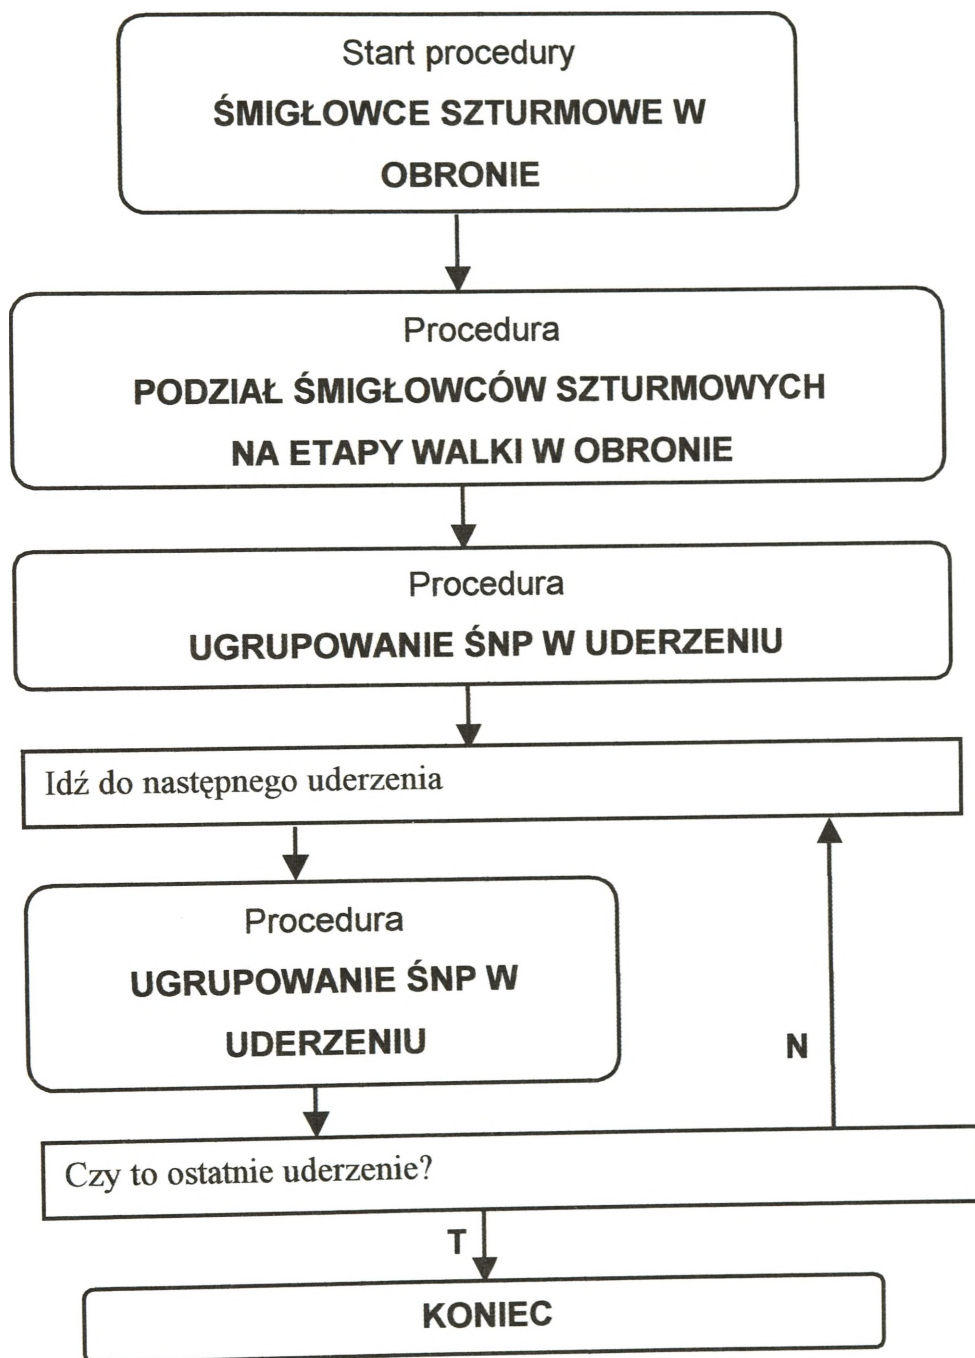 Start procedury
ŚMIGŁOWCE SZTURMOWE W
OBRONIE
Procedura
PODZIAŁ ŚMIGŁOWCÓW SZTURMOWYCH
NA ETAPY WALKI W OBRONIE
Procedura
UGRUPOWANIE ŚNP W UDERZENIU
Idź do następnego uderzenia
Procedura
UGRUPOWANIE ŚNP W
UDERZENIU
N
Czy to ostatnie uderzenie?
T
KONIEC